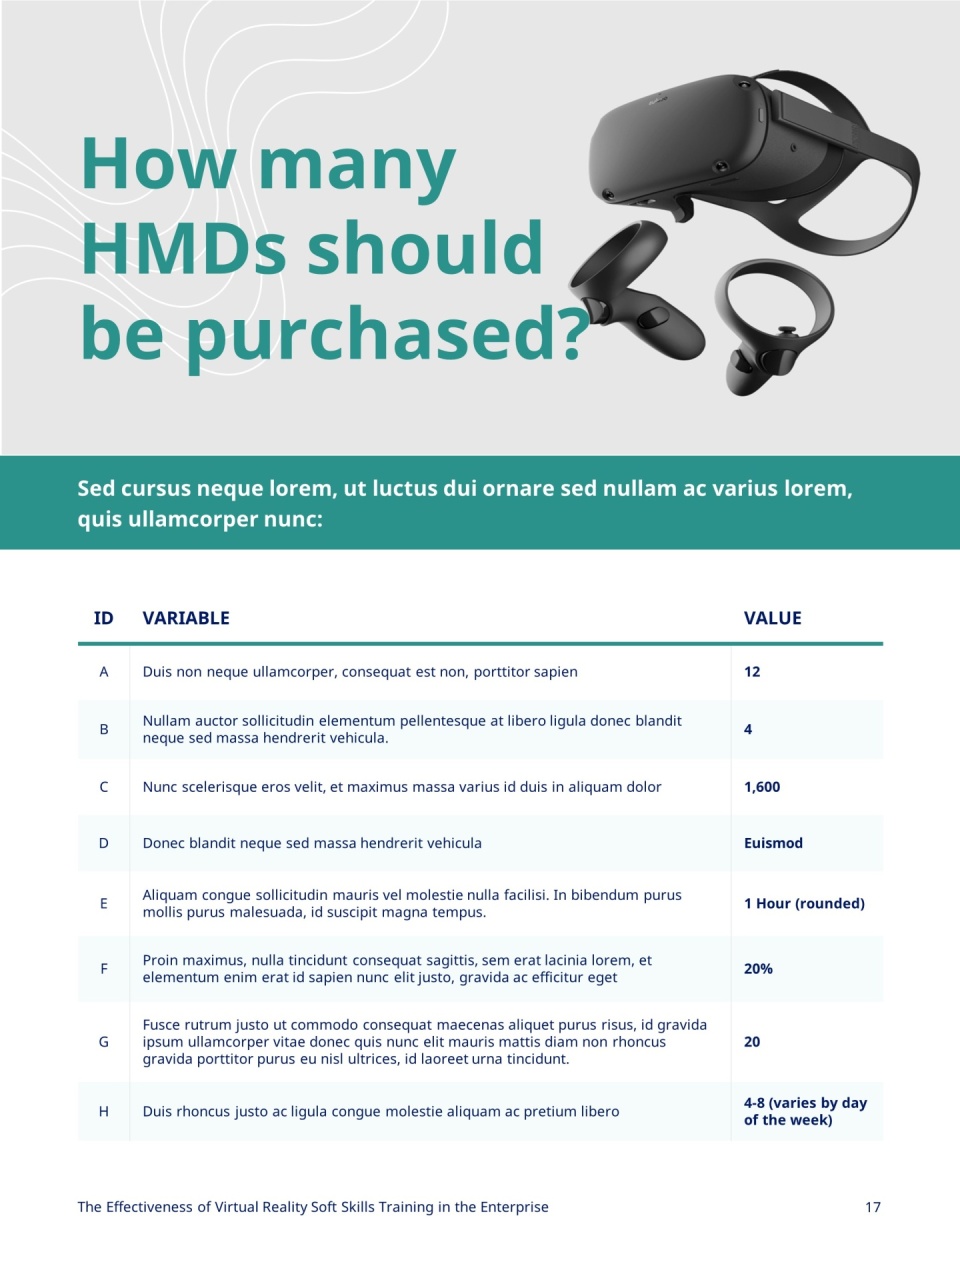 How many
HMDs should
be purchased?
Sed cursus neque lorem, ut luctus dui ornare sed nullam ac varius lorem,
quis ullamcorper nunc:
ID VARIABLE VALUE
A Duis non neque ullamcorper, consequat est non, porttitor sapien 12
B Nullam auctor sollicitudin elementum pellentesque at libero ligula donec blandit
neque sed massa hendrerit vehicula. 4
C Nunc scelerisque eros velit, et maximus massa varius id duis in aliquam dolor 1,600
D Donec blandit neque sed massa hendrerit vehicula Euismod
E Aliquam congue sollicitudin mauris vel molestie nulla facilisi. In bibendum purus
mollis purus malesuada, id suscipit magna tempus. 1 Hour (rounded)
F Proin maximus, nulla tincidunt consequat sagittis, sem erat lacinia lorem, et
elementum enim erat id sapien nunc elit justo, gravida ac efficitur eget 20%
G Fusce rutrum justo ut commodo consequat maecenas aliquet purus risus, id gravida
ipsum ullamcorper vitae donec quis nunc elit mauris mattis diam non rhoncus
gravida porttitor purus eu nisl ultrices, id laoreet urna tincidunt. 20
H Duis rhoncus justo ac ligula congue molestie aliquam ac pretium libero 4-8 (varies by day
of the week)
The Effectiveness of Virtual Reality Soft Skills Training in the Enterprise 17